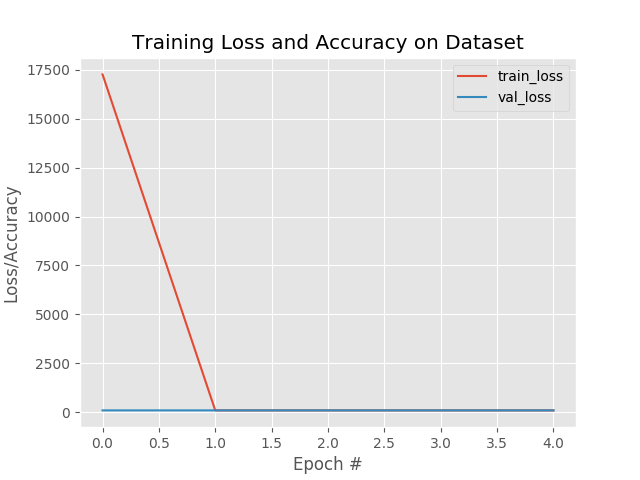 Training Loss and Accuracy on Dataset
train_loss
val_loss
17500
15000
12500
10000
7500
5000
2500
0
Loss/Accuracy
0.0 0.5 1.0 1.5 2.0 2.5 3.0 3.5 4.0
Epoch #